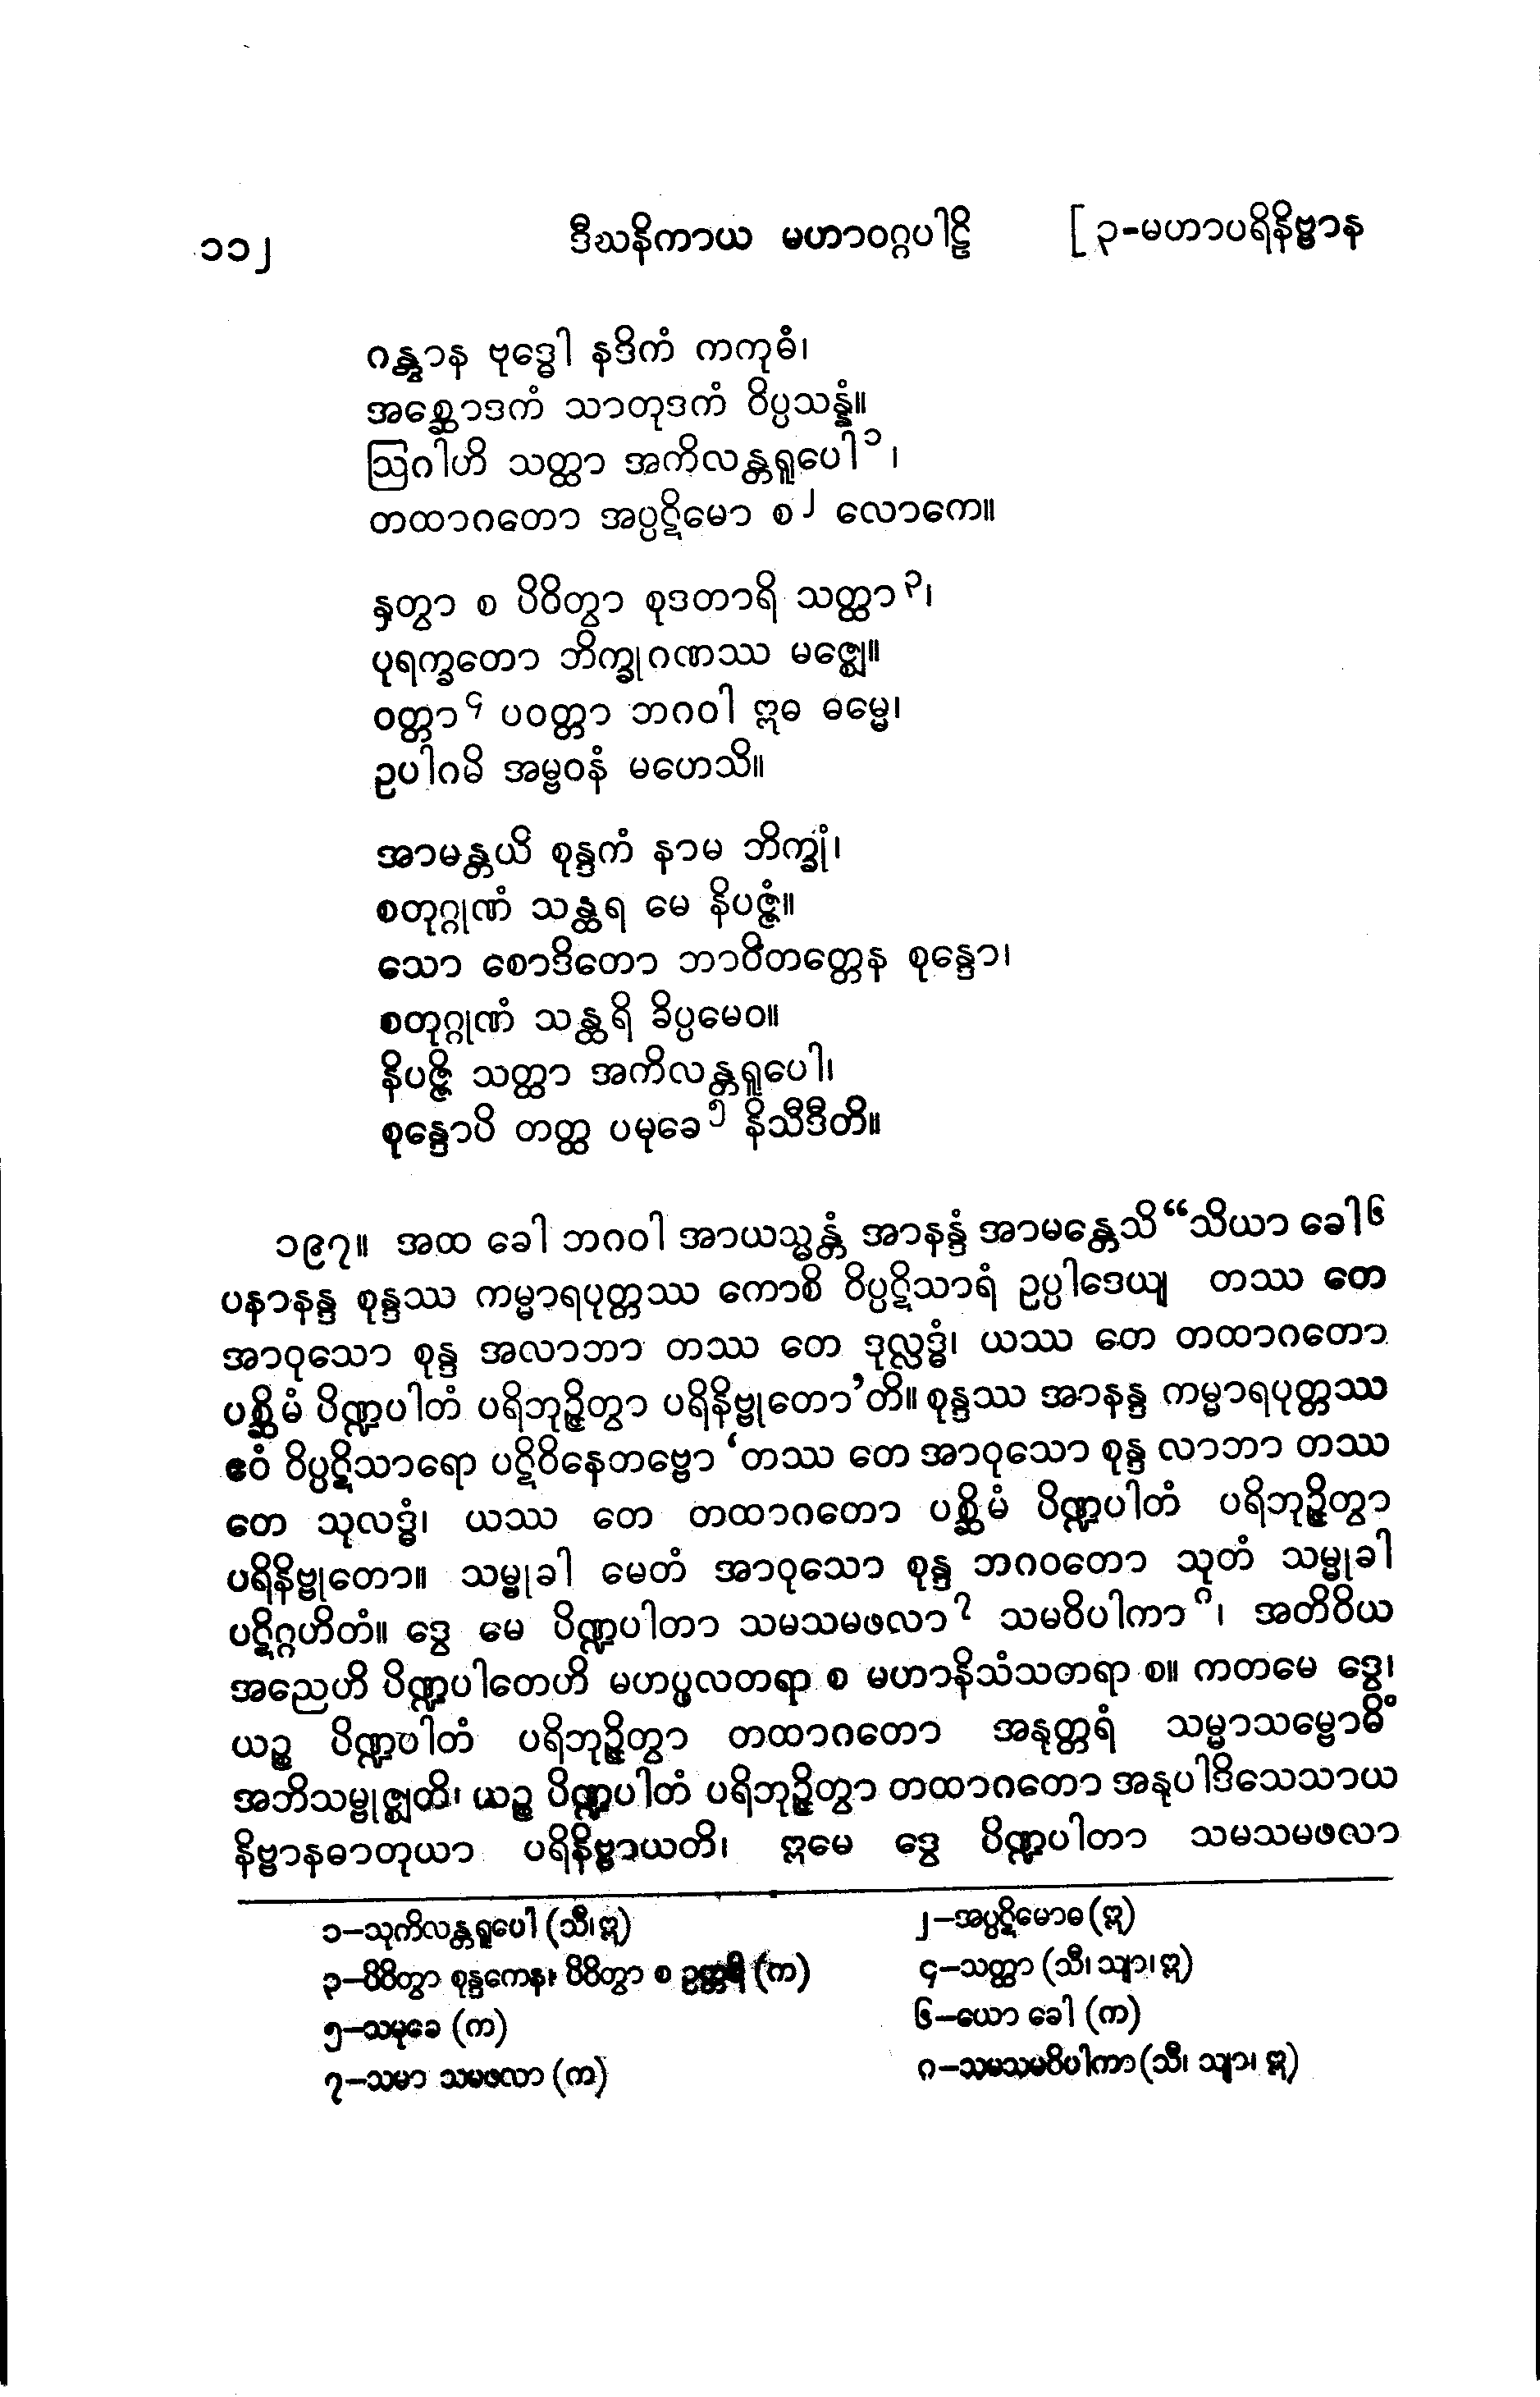 ၁၁၂ ဒီဃနိကာယ မဟာဝဂ္ဂပါဠိ [ ၃-မဟာပရိနိဗ္ဗာန
ဂန္တွာန ဗုဒ္ဓေါ နဒိကံ ကကုဓံ၊
အစ္ဆောဒကံ သာတုဒကံ ဝိပ္ပသန္နံ။
ဩဂါဟိ သတ္ထာ အကိလန္တရူပေါ ၁၊
တထာဂတော အပ္ပဋိမော စ ၂ လောကေ။
နှတွာ စ ပိဝိတွာ စုဒတာရိ သတ္ထာ ၃၊
ပုရက္ခတော ဘိက္ခုဂဏဿ မဇ္ဈေ။
ဝတ္တာ ၄ ပဝတ္တာ ဘဂဝါ ဣဓ ဓမ္မေ၊
ဥပါဂမိ အမ္ဗဝနံ မဟေသိ။
အာမန္တယိ စုန္ဒကံ နာမ ဘိက္ခုံ၊
စတုဂ္ဂုဏံ သန္ထရ မေ နိပဇ္ဇံ။
သော စောဒိတော ဘာဝိတတ္တေန စုန္ဒော၊
စတုဂ္ဂုဏံ သန္ထရိ ခိပ္ပမေဝ။
နိပဇ္ဇိ သတ္ထာ အကိလန္တရူပေါ၊
စုန္ဒောပိ တတ္ထ ပမုခေ ၅ နိသီဒီတိ။
၁၉၇။ အထ ခေါ ဘဂဝါ အာယသ္မန္တံ အာနန္ဒံ အာမန္တေသိ “သိယာ ခေါ ၆
ပနာနန္ဒ စုန္ဒဿ ကမ္မာရပုတ္တဿ ကောစိ ဝိပ္ပဋိသာရံ ဥပ္ပါဒေယျ တဿ တေ
အာဝုသော စုန္ဒ အလာဘာ တဿ တေ ဒုလ္လဒ္ဓံ၊ ယဿ တေ တထာဂတော
ပစ္ဆိမံ ပိဏ္ဍပါတံ ပရိဘုဉ္ဇိတွာ ပရိနိဗ္ဗုတော’တိ။ စုန္ဒဿ အာနန္ဒ ကမ္မာရပုတ္တဿ
ဧဝံ ဝိပ္ပဋိသာရော ပဋိဝိနေတဗ္ဗော ‘တဿ တေ အာဝုသော စုန္ဒ လာဘာ တဿ
တေ သုလဒ္ဓံ၊ ယဿ တေ တထာဂတော ပစ္ဆိမံ ပိဏ္ဍပါတံ ပရိဘုဉ္ဇိတွာ
ပရိနိဗ္ဗုတော။ သမ္မုခါ မေတံ အာဝုသော စုန္ဒ ဘဂဝတော သုတံ သမ္မုခါ
ပဋိဂ္ဂဟိတံ။ ဒွေ မေ ပိဏ္ဍပါတာ သမသမဖလာ ၇ သမဝိပါကာ ၈၊ အတိဝိယ
အညေဟိ ပိဏ္ဍပါတေဟိ မဟပ္ဖလတရာ စ မဟာနိသံသတရာ စ။ ကတမေ ဒွေ၊
ယဉ္စ ပိဏ္ဍပါတံ ပရိဘုဉ္ဇိတွာ တထာဂတော အနုတ္တရံ သမ္မာသမ္ဗောဓိံ
အဘိသမ္ဗုဇ္ဈတိ၊ ယဉ္စ ပိဏ္ဍပါတံ ပရိဘုဉ္ဇိတွာ တထာဂတော အနုပါဒိသေသာယ
နိဗ္ဗာနဓာတုယာ ပရိနိဗ္ဗာယတိ၊ ဣမေ ဒွေ ပိဏ္ဍပါတာ သမသမဖလာ
၁–သုကိလန္တရူပေါ (သီ၊ ဣ) ၂–အပ္ပဋိမောဓ (ဣ)
၃–ပိဝိတွာ စုန္ဒကေန၊ ပိဝိတွာ စ ဥတ္တရိ (က) ၄–သတ္ထာ (သီ၊ သျာ၊ ဣ)
၅–သမုခေ (က) ၆–ယော ခေါ (က)
၇–သမာ သမဖလာ (က) ၈–သမသမဝိပါကာ (သီ၊ သျာ၊ ဣ)